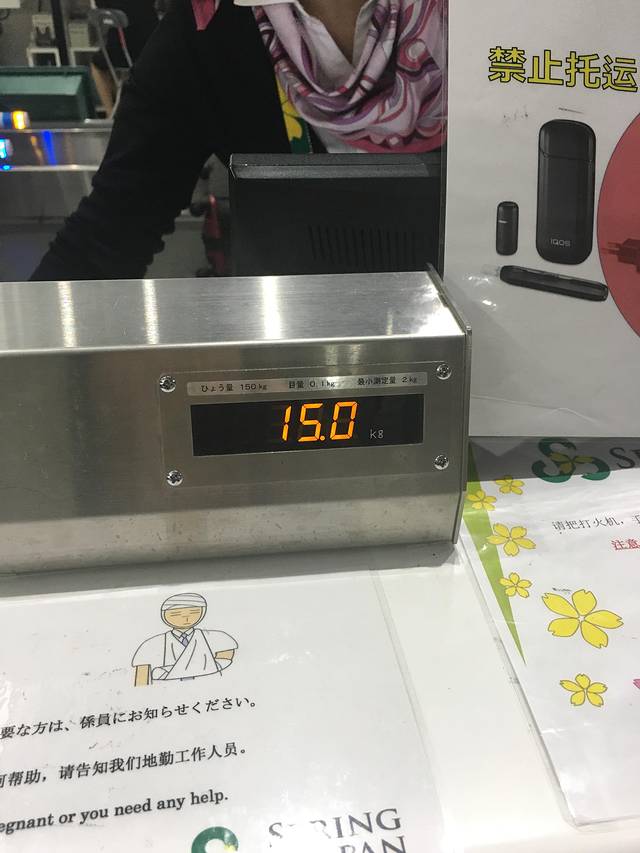 禁止托运
IQOS
ひょう量 150kg 目量 0.1kg 最小測定量 2kg
15.0 kg
SPR
请把打火机，
注意
要な方は、係員にお知らせください。
帮助，请告知我们地勤工作人员。
egnant or you need any help.
SPRING
PAN